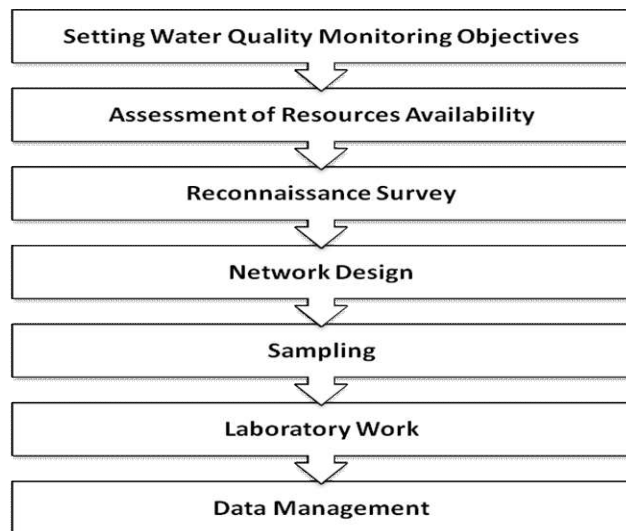 Setting Water Quality Monitoring Objectives
Assessment of Resources Availability
Reconnaissance Survey
Network Design
Sampling
Laboratory Work
Data Management